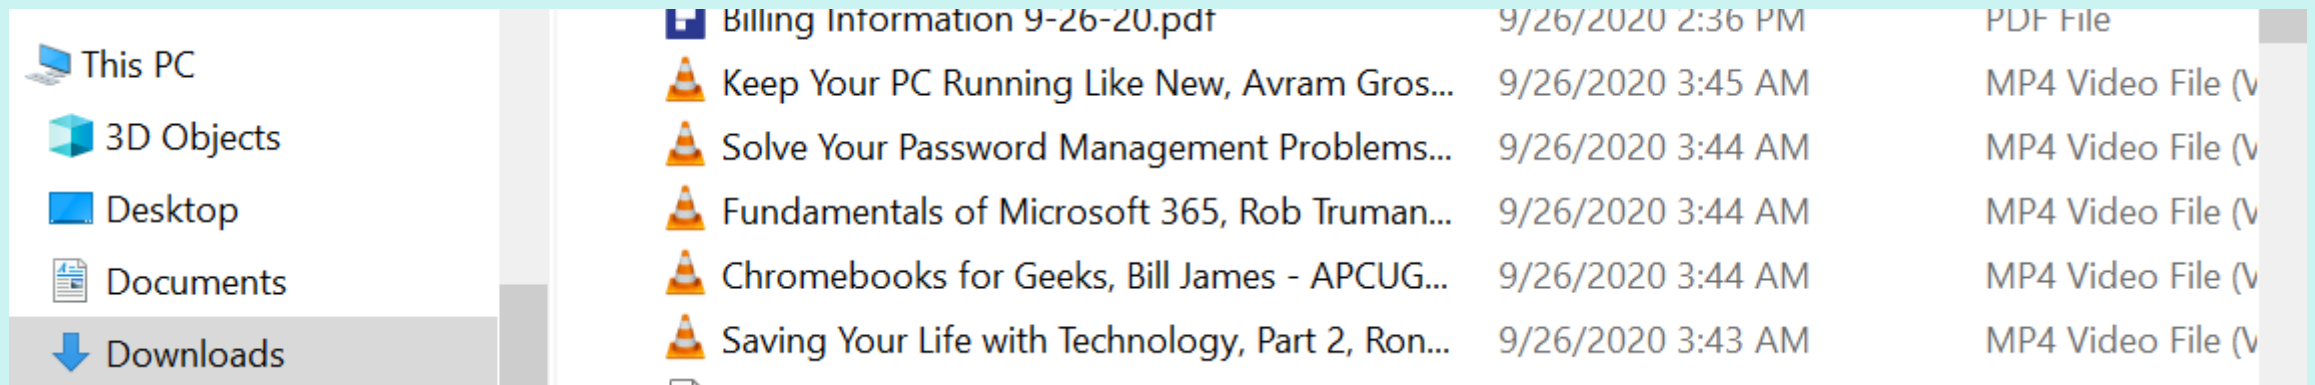 This PC
3D Objects
Desktop
Documents
Downloads
Billing Information 9-26-20.pdf 9/26/2020 2:36 PM PDF File
Keep Your PC Running Like New, Avram Gros... 9/26/2020 3:45 AM MP4 Video File (V
Solve Your Password Management Problems... 9/26/2020 3:44 AM MP4 Video File (V
Fundamentals of Microsoft 365, Rob Truman... 9/26/2020 3:44 AM MP4 Video File (V
Chromebooks for Geeks, Bill James - APCUG... 9/26/2020 3:44 AM MP4 Video File (V
Saving Your Life with Technology, Part 2, Ron... 9/26/2020 3:43 AM MP4 Video File (V